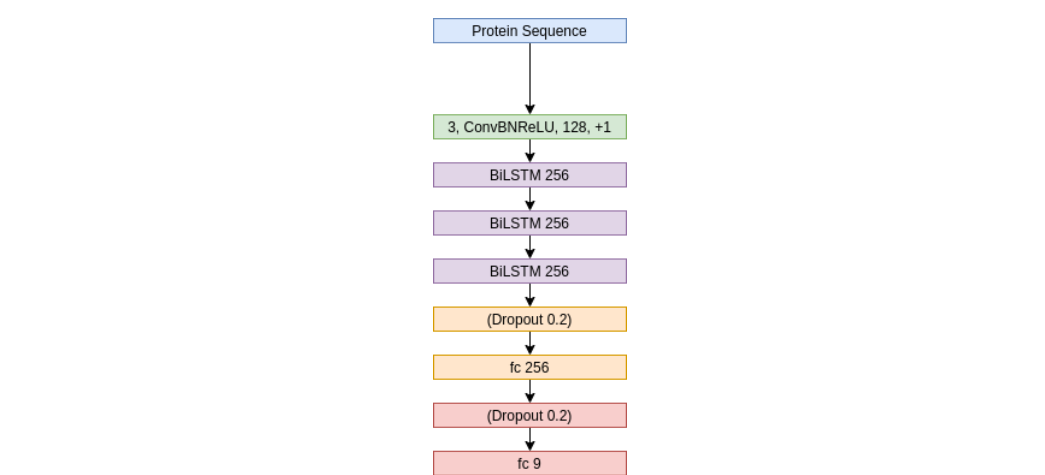 Protein Sequence
3, ConvBNReLU, 128, +1
BiLSTM 256
BiLSTM 256
BiLSTM 256
(Dropout 0.2)
fc 256
(Dropout 0.2)
fc 9